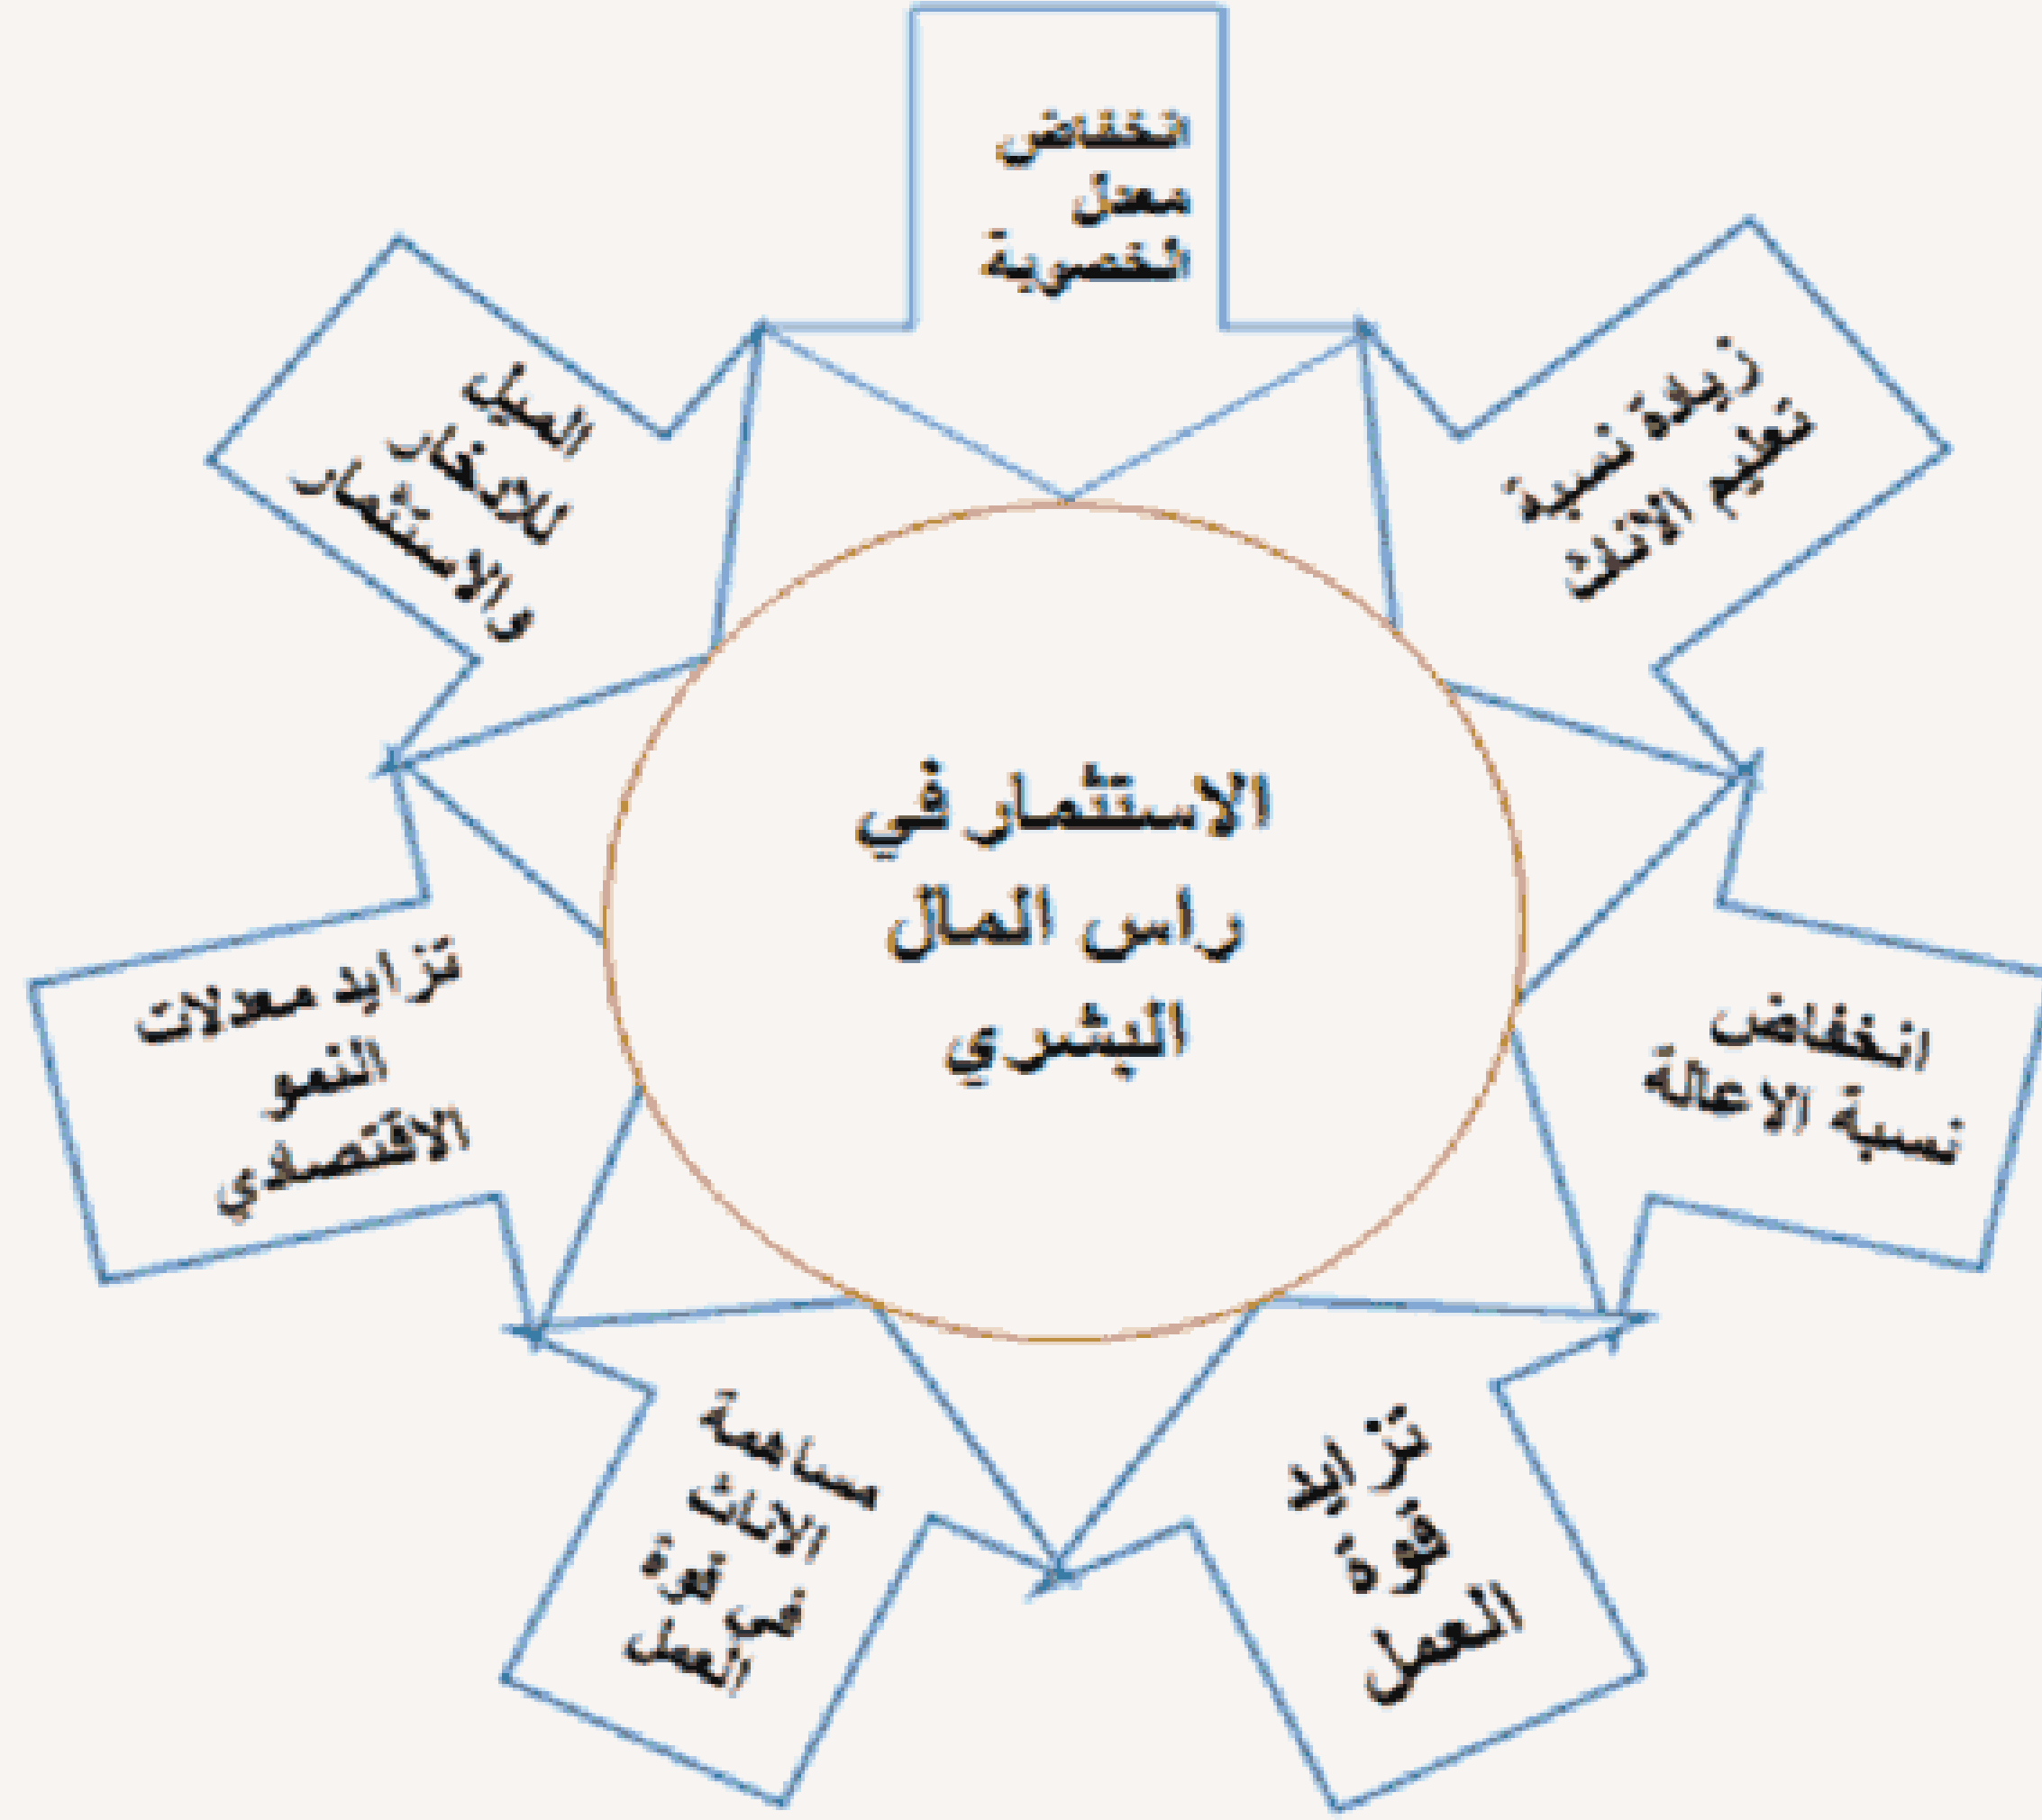 انخفاض
معدل
الخصوبة
زيادة نسبة
تعليم الاناث
انخفاض
نسبة الاعالة
تزايد
قوة
العمل
مساهمة
الاناث
في قوة
العمل
تزايد معدلات
النمو
الاقتصادي
الميل
للادخار
والاستثمار
الاستثمار في
راس المال
البشري